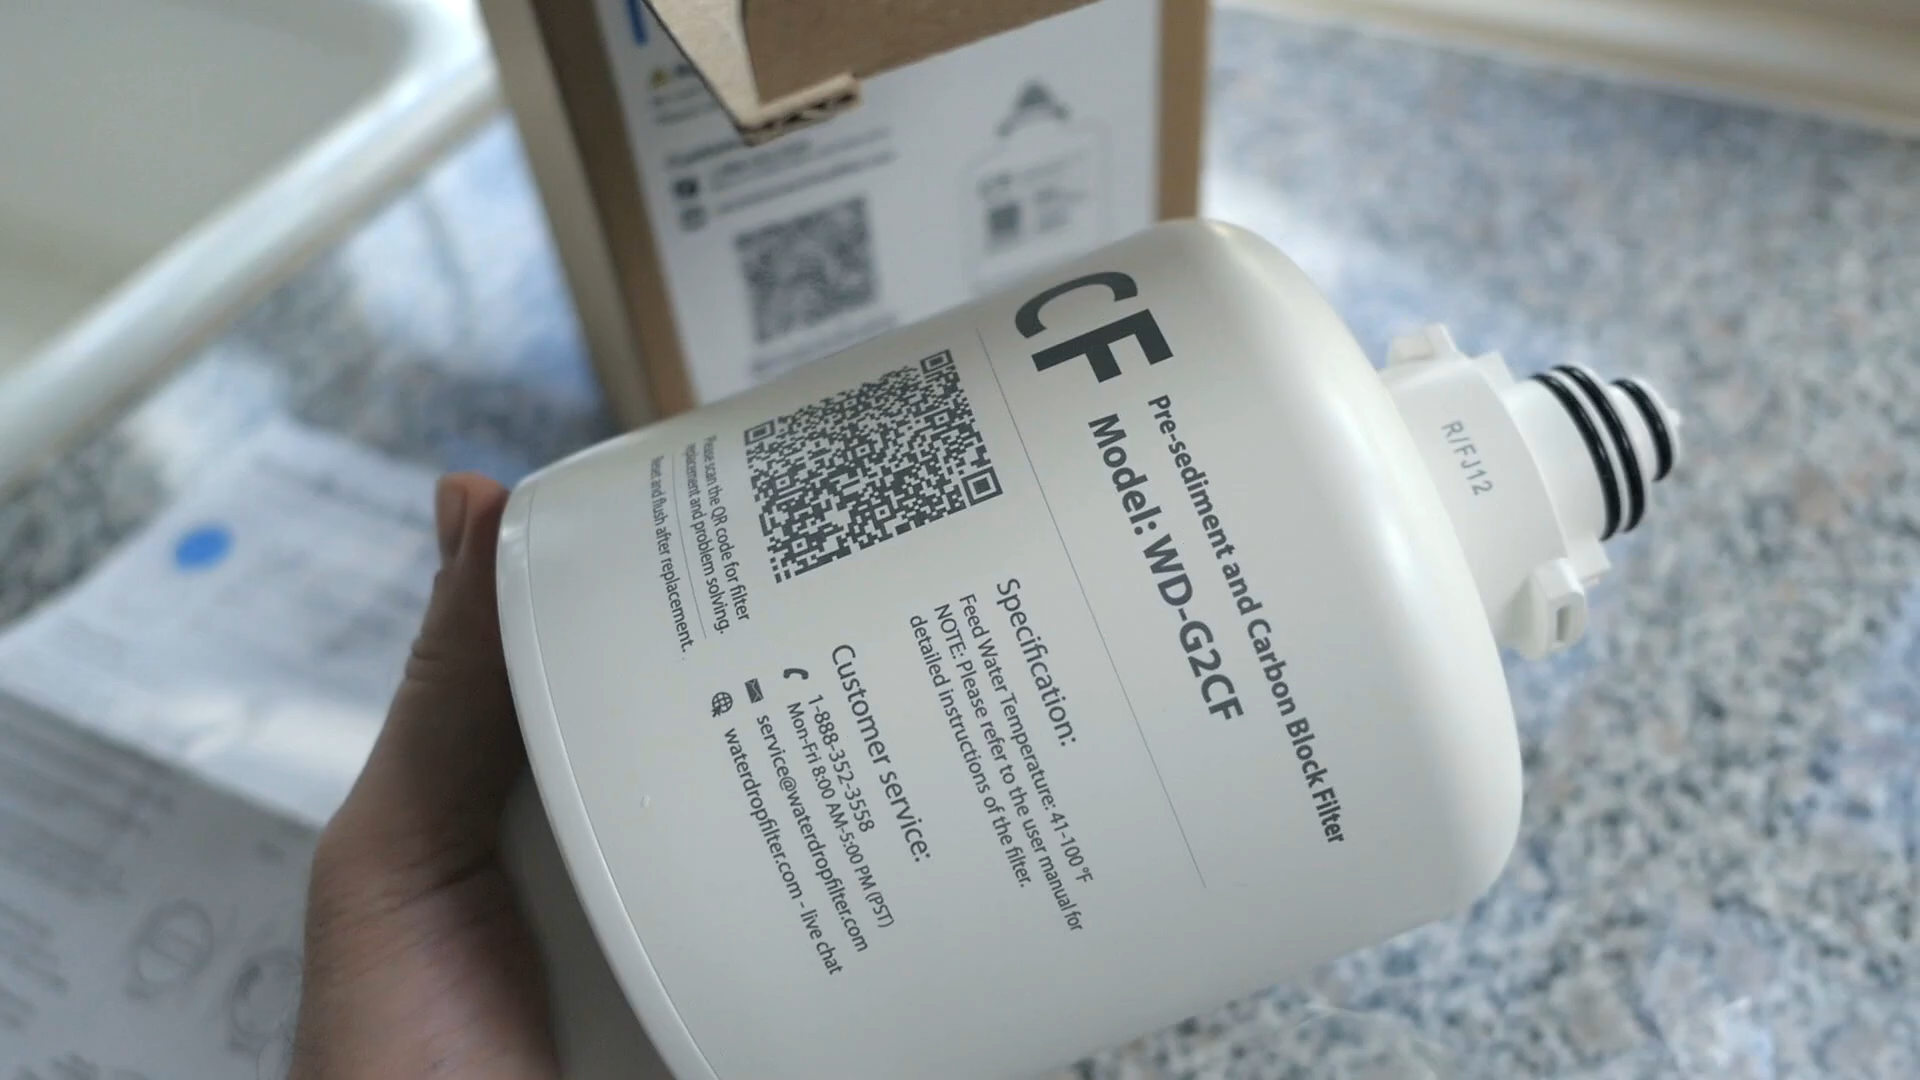 CF
Pre-sediment and Carbon Block Filter
Model: WD-G2CF
Specification:
Feed Water Temperature: 41-100 °F
NOTE: Please refer to the user manual for
detailed instructions of the filter.
Customer service:
1-888-352-3558
Mon-Fri 8:00 AM-5:00 PM (PST)
service@waterdropfilter.com
waterdropfilter.com - live chat
Please scan the QR code for filter
replacement and problem solving.
Reset and flush after replacement.
R/FJ12